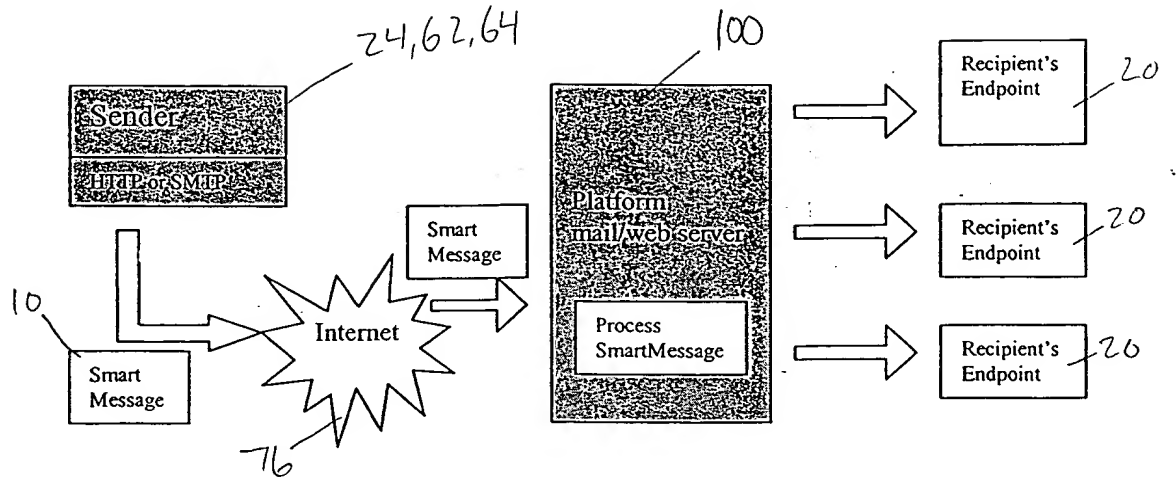 24,62,64
100
Sender
HTTP or SMTP
Recipient's
Endpoint
20
Smart
Message
Platform
mail/web server
Recipient's
Endpoint
20
10
Internet
Process
SmartMessage
Recipient's
Endpoint
20
Smart
Message
76